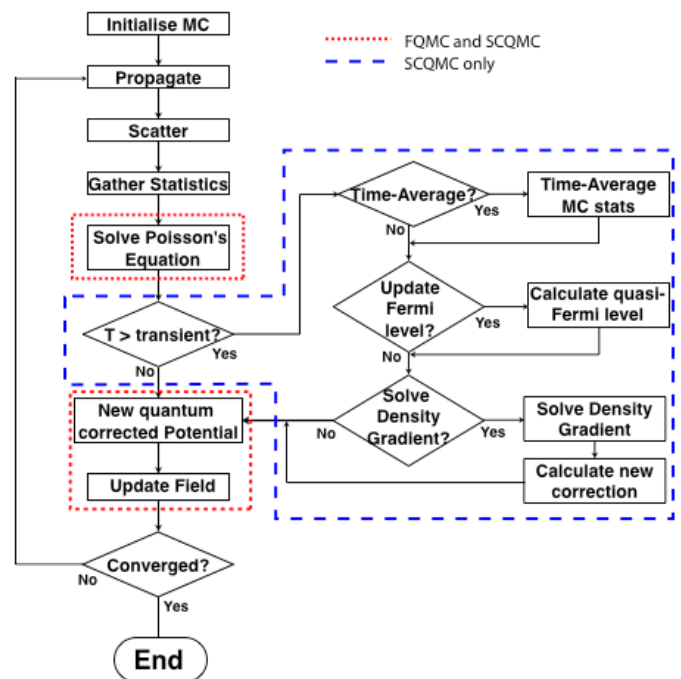 Initialise MC
FQMC and SCQMC
SCQMC only
Propagate
Scatter
Gather Statistics
Solve Poisson's
Equation
T > transient?
Yes
No
Time-Average?
Yes
No
Time-Average
MC stats
Update
Fermi
level?
Yes
No
Calculate quasi-
Fermi level
Solve
Density
Gradient?
No
Yes
Solve Density
Gradient
Calculate new
correction
New quantum
corrected Potential
Update Field
Converged?
No
Yes
End